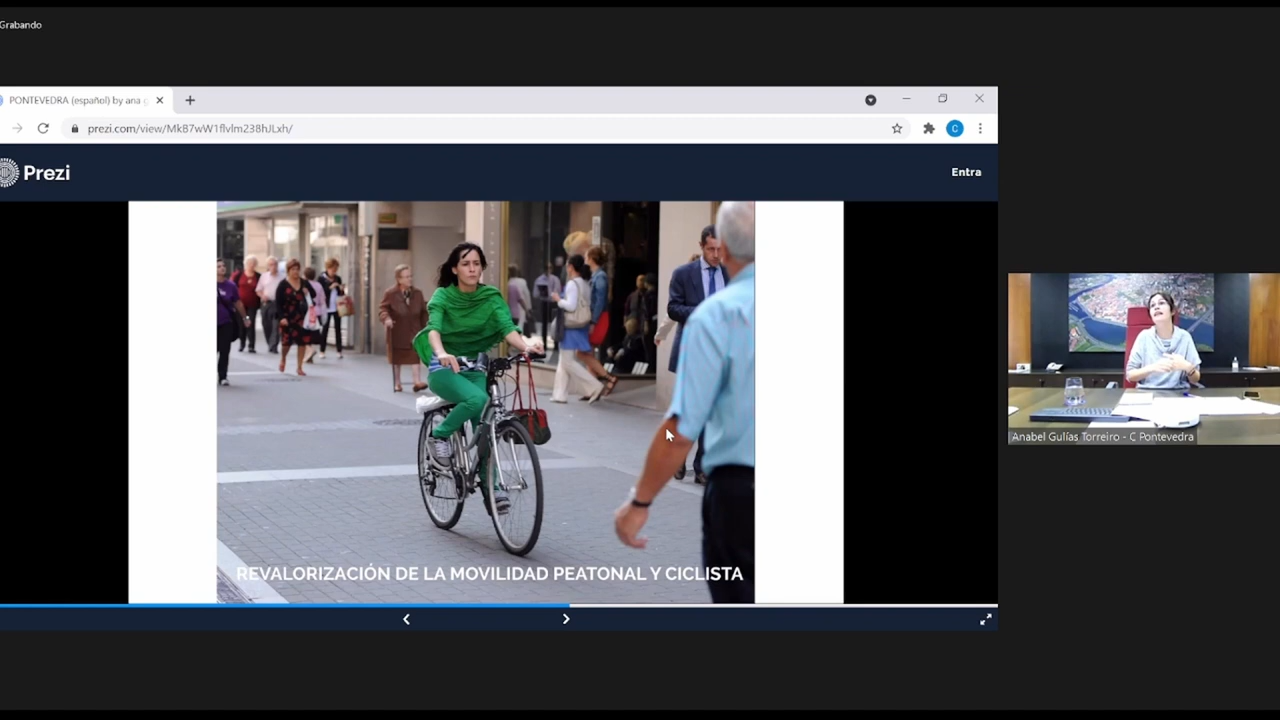 Grabando
PONTEVEDRA (español) by ana g
prezi.com/view/Mk87wW1flvlm238hJLxh/
C
Prezi
Entra
REVALORIZACIÓN DE LA MOVILIDAD PEATONAL Y CICLISTA
Anabel Gulías Torreiro - C Pontevedra